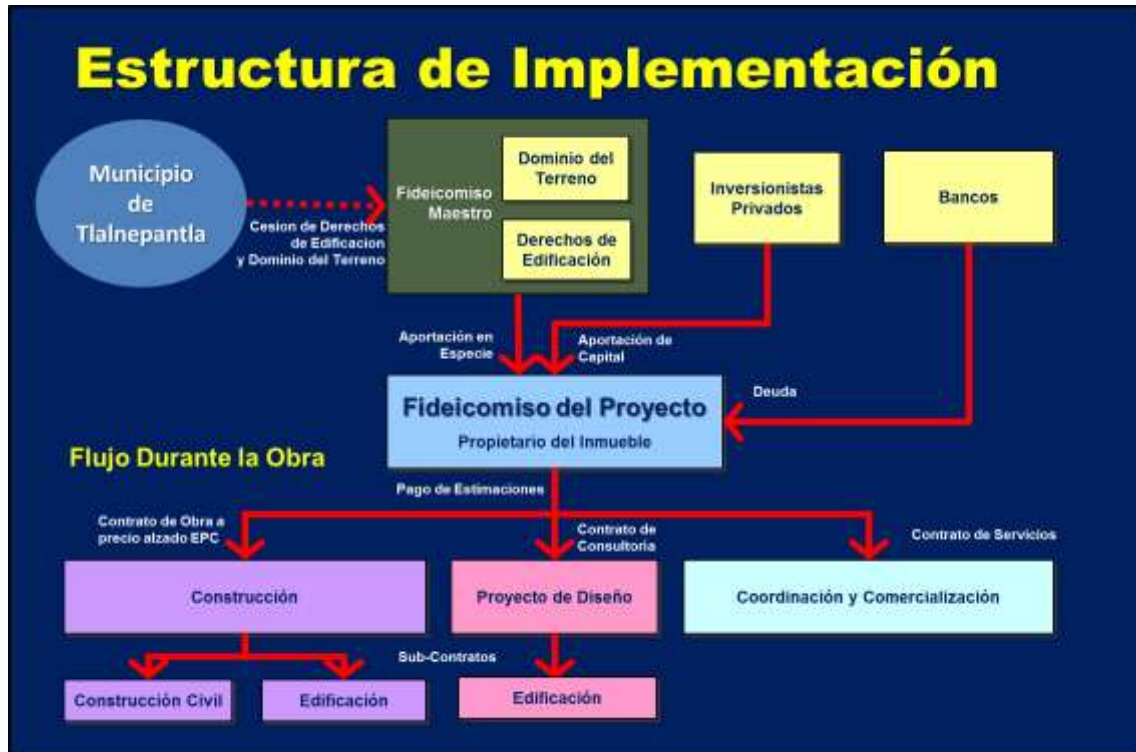 Estructura de Implementación
Municipio
de
Tlalnepantla
Cesion de Derechos
de Edificacion
y Dominio del Terreno
Fideicomiso
Maestro
Dominio del
Terreno
Derechos de
Edificación
Inversionistas
Privados
Bancos
Aportación en
Especie
Aportación de
Capital
Deuda
Fideicomiso del Proyecto
Propietario del Inmueble
Flujo Durante la Obra
Pago de Estimaciones
Contrato de Obra a
precio alzado EPC
Contrato de
Consultoria
Contrato de Servicios
Construcción
Proyecto de Diseño
Coordinación y Comercialización
Sub-Contratos
Construcción Civil
Edificación
Edificación